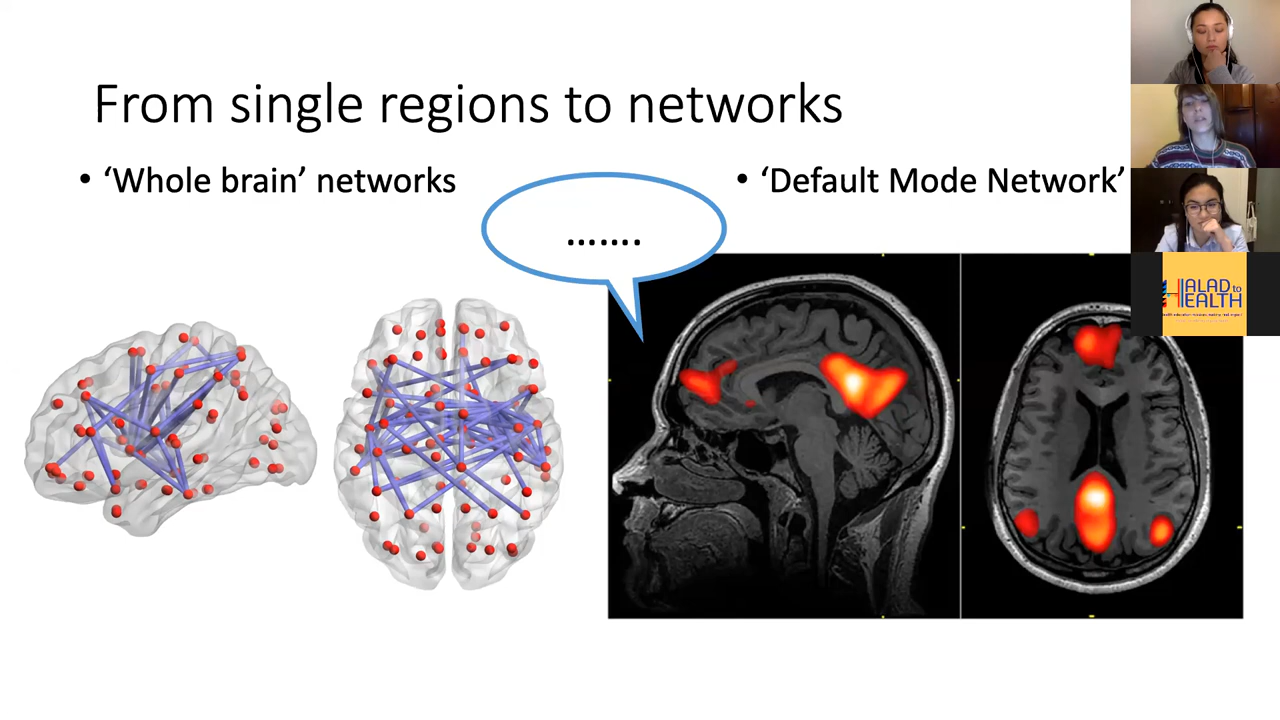 From single regions to networks
• ‘Whole brain’ networks
• ‘Default Mode Network’
.......
HALAD to
HEALTH